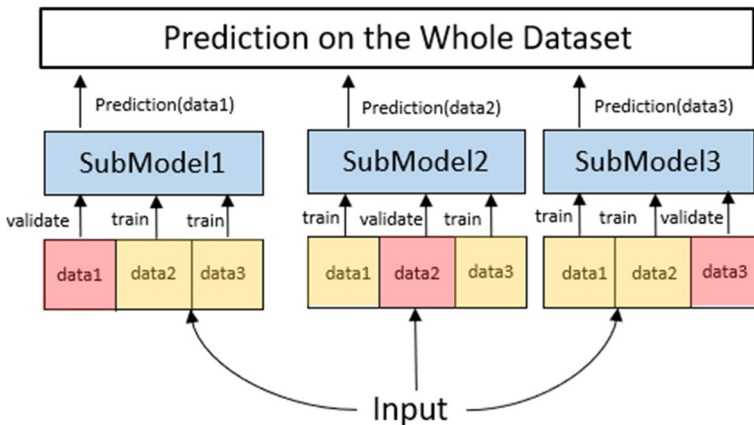 Prediction on the Whole Dataset
Prediction(data1) Prediction(data2) Prediction(data3)
SubModel1 SubModel2 SubModel3
validate train train train validate train train train validate
data1 data2 data3 data1 data2 data3 data1 data2 data3
Input